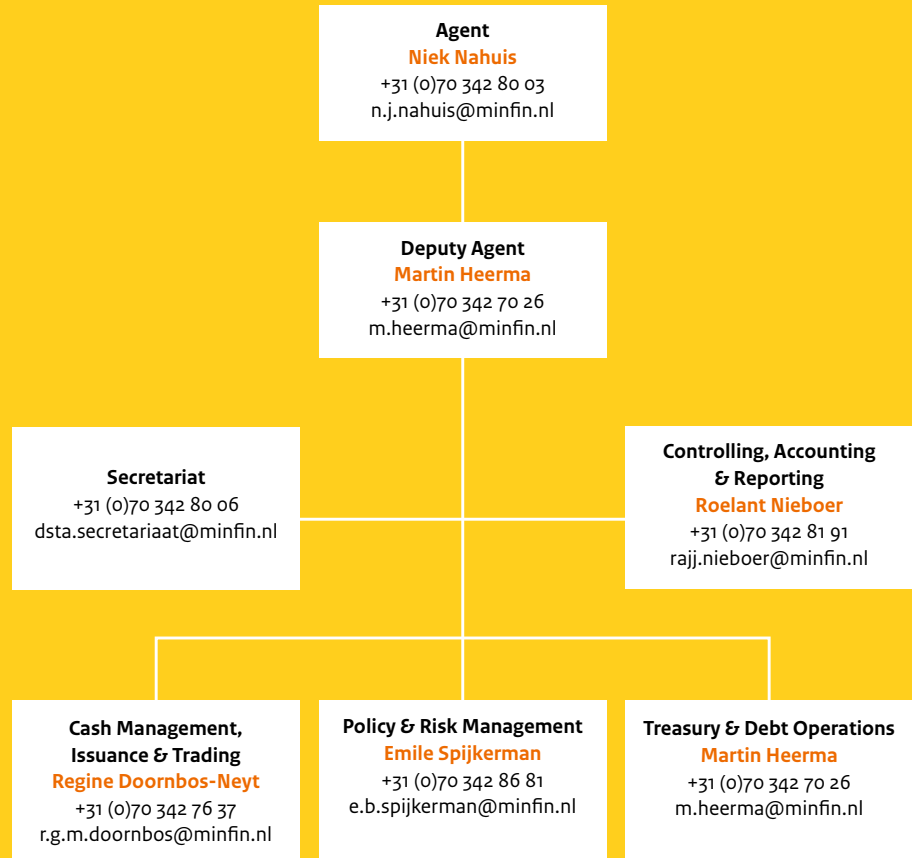 Agent
Niek Nahuis
+31 (0)70 342 80 03
n.j.nahuis@minfin.nl
Deputy Agent
Martin Heerma
+31 (0)70 342 70 26
m.heerma@minfin.nl
Secretariat
+31 (0)70 342 80 06
dsta.secretariaat@minfin.nl
Controlling, Accounting
& Reporting
Roelant Nieboer
+31 (0)70 342 81 91
rajj.nieboer@minfin.nl
Cash Management,
Issuance & Trading
Regine Doornbos-Neyt
+31 (0)70 342 76 37
r.g.m.doornbos@minfin.nl
Policy & Risk Management
Emile Spijkerman
+31 (0)70 342 86 81
e.b.spijkerman@minfin.nl
Treasury & Debt Operations
Martin Heerma
+31 (0)70 342 70 26
m.heerma@minfin.nl